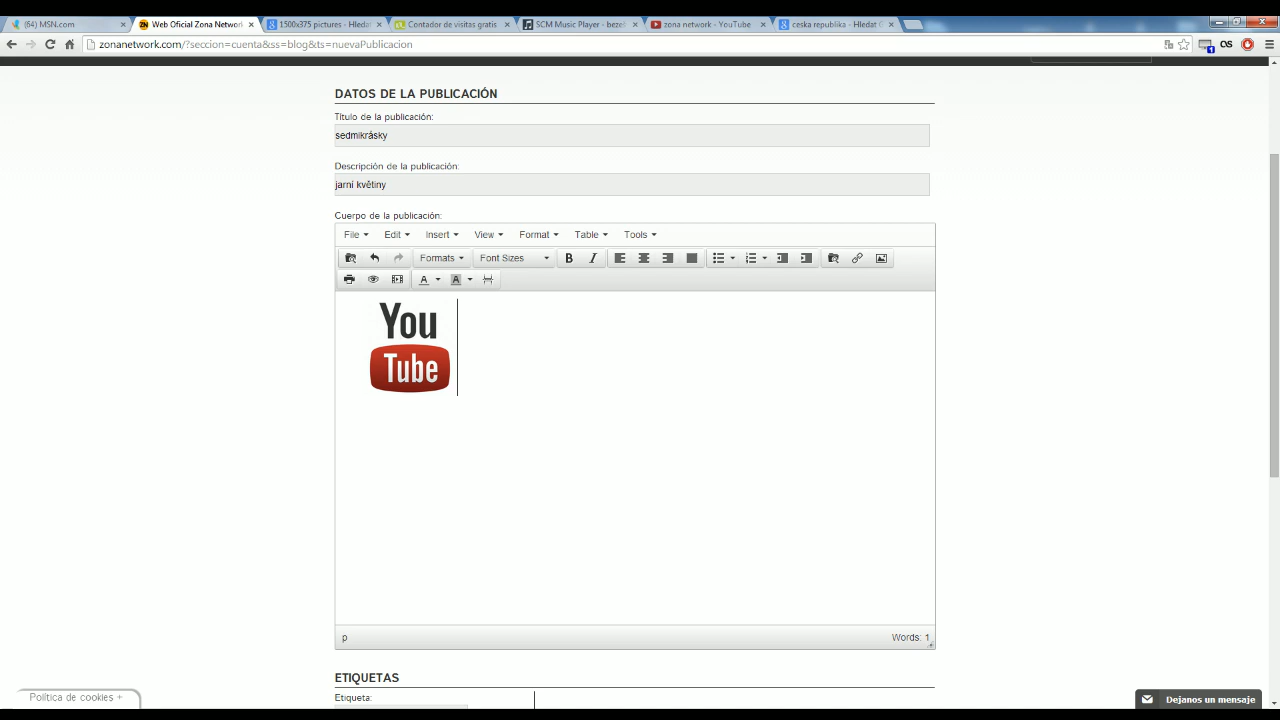 (64) MSN.com
Web Oficial Zona Network
1500x375 pictures - Hledat
Contador de visitas gratis
SCM Music Player - beze
zona network - YouTube
ceska republika - Hledat
zonanetwork.com/?seccion=cuenta&ss=blog&ts=nuevaPublicacion
DATOS DE LA PUBLICACIÓN
Título de la publicación:
sedmikrásky
Descripción de la publicación:
jarní květiny
Cuerpo de la publicación:
File Edit Insert View Format Table Tools
Formats Font Sizes B I
A A
You
Tube
p
Words: 1
ETIQUETAS
Etiqueta:
Política de cookies +
Dejanos un mensaje